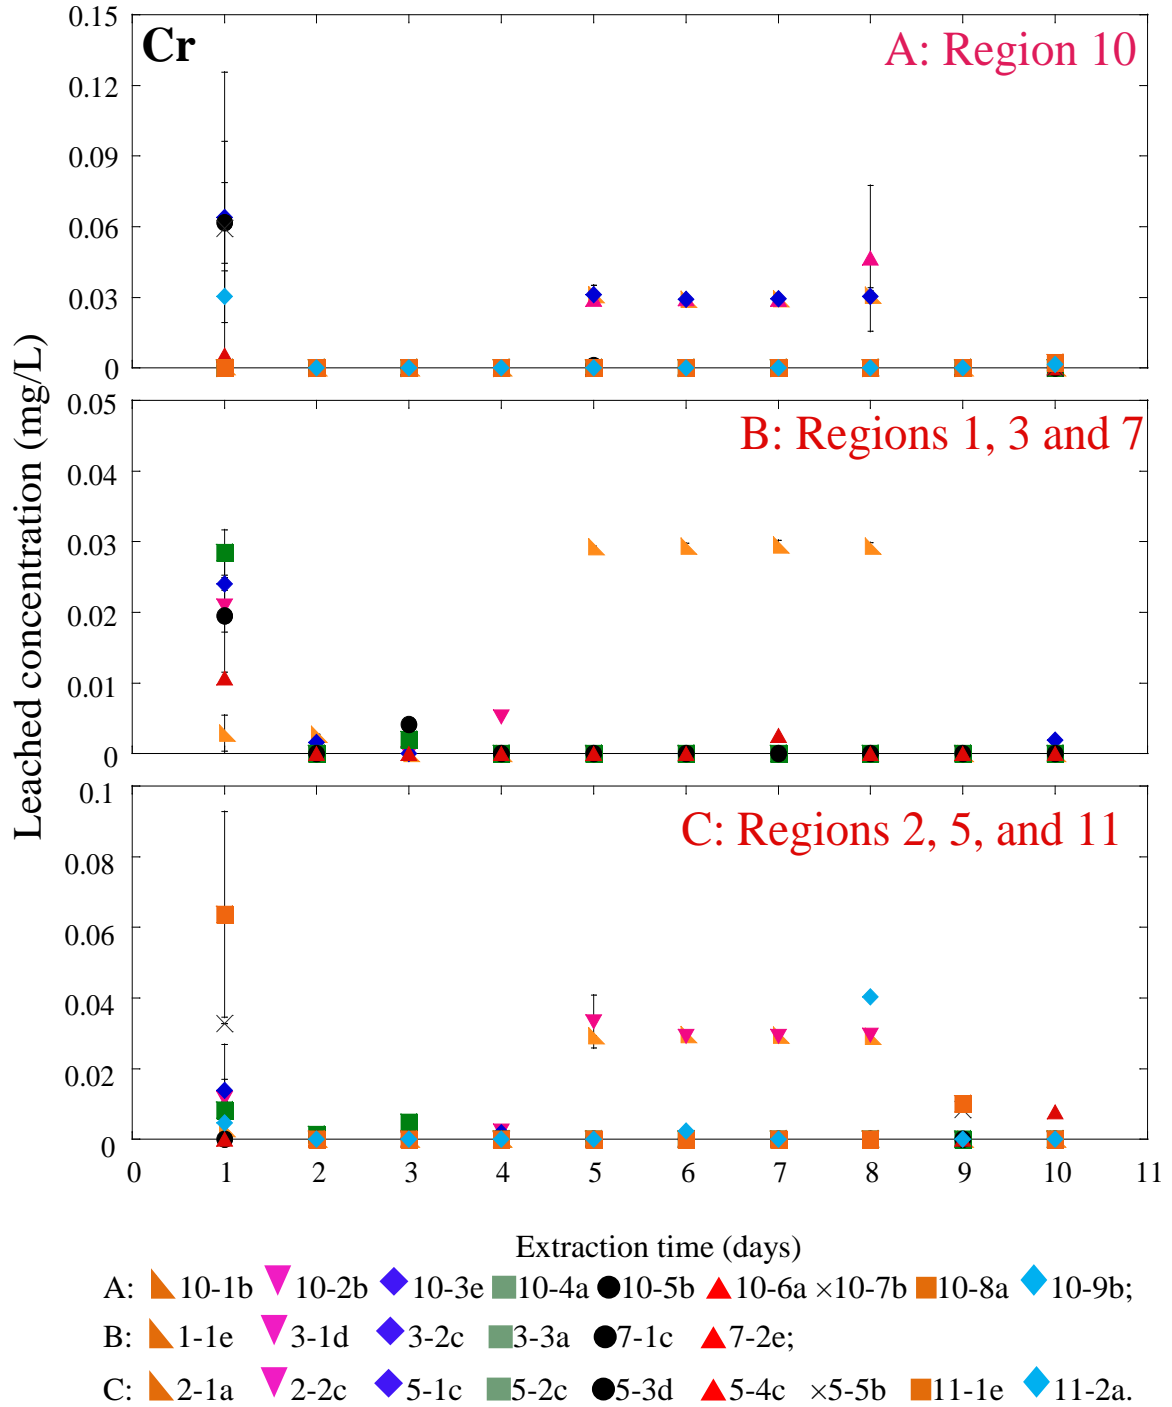 0.15
Cr
A: Region 10
0.12
0.09
0.06
0.03
0
0.05
B: Regions 1, 3 and 7
0.04
0.03
0.02
0.01
0
Leached concentration (mg/L)
0.1
C: Regions 2, 5, and 11
0.08
0.06
0.04
0.02
0
0 1 2 3 4 5 6 7 8 9 10 11
Extraction time (days)
A: 10-1b 10-2b 10-3e 10-4a 10-5b 10-6a ×10-7b 10-8a 10-9b;
B: 1-1e 3-1d 3-2c 3-3a 7-1c 7-2e;
C: 2-1a 2-2c 5-1c 5-2c 5-3d 5-4c ×5-5b 11-1e 11-2a.